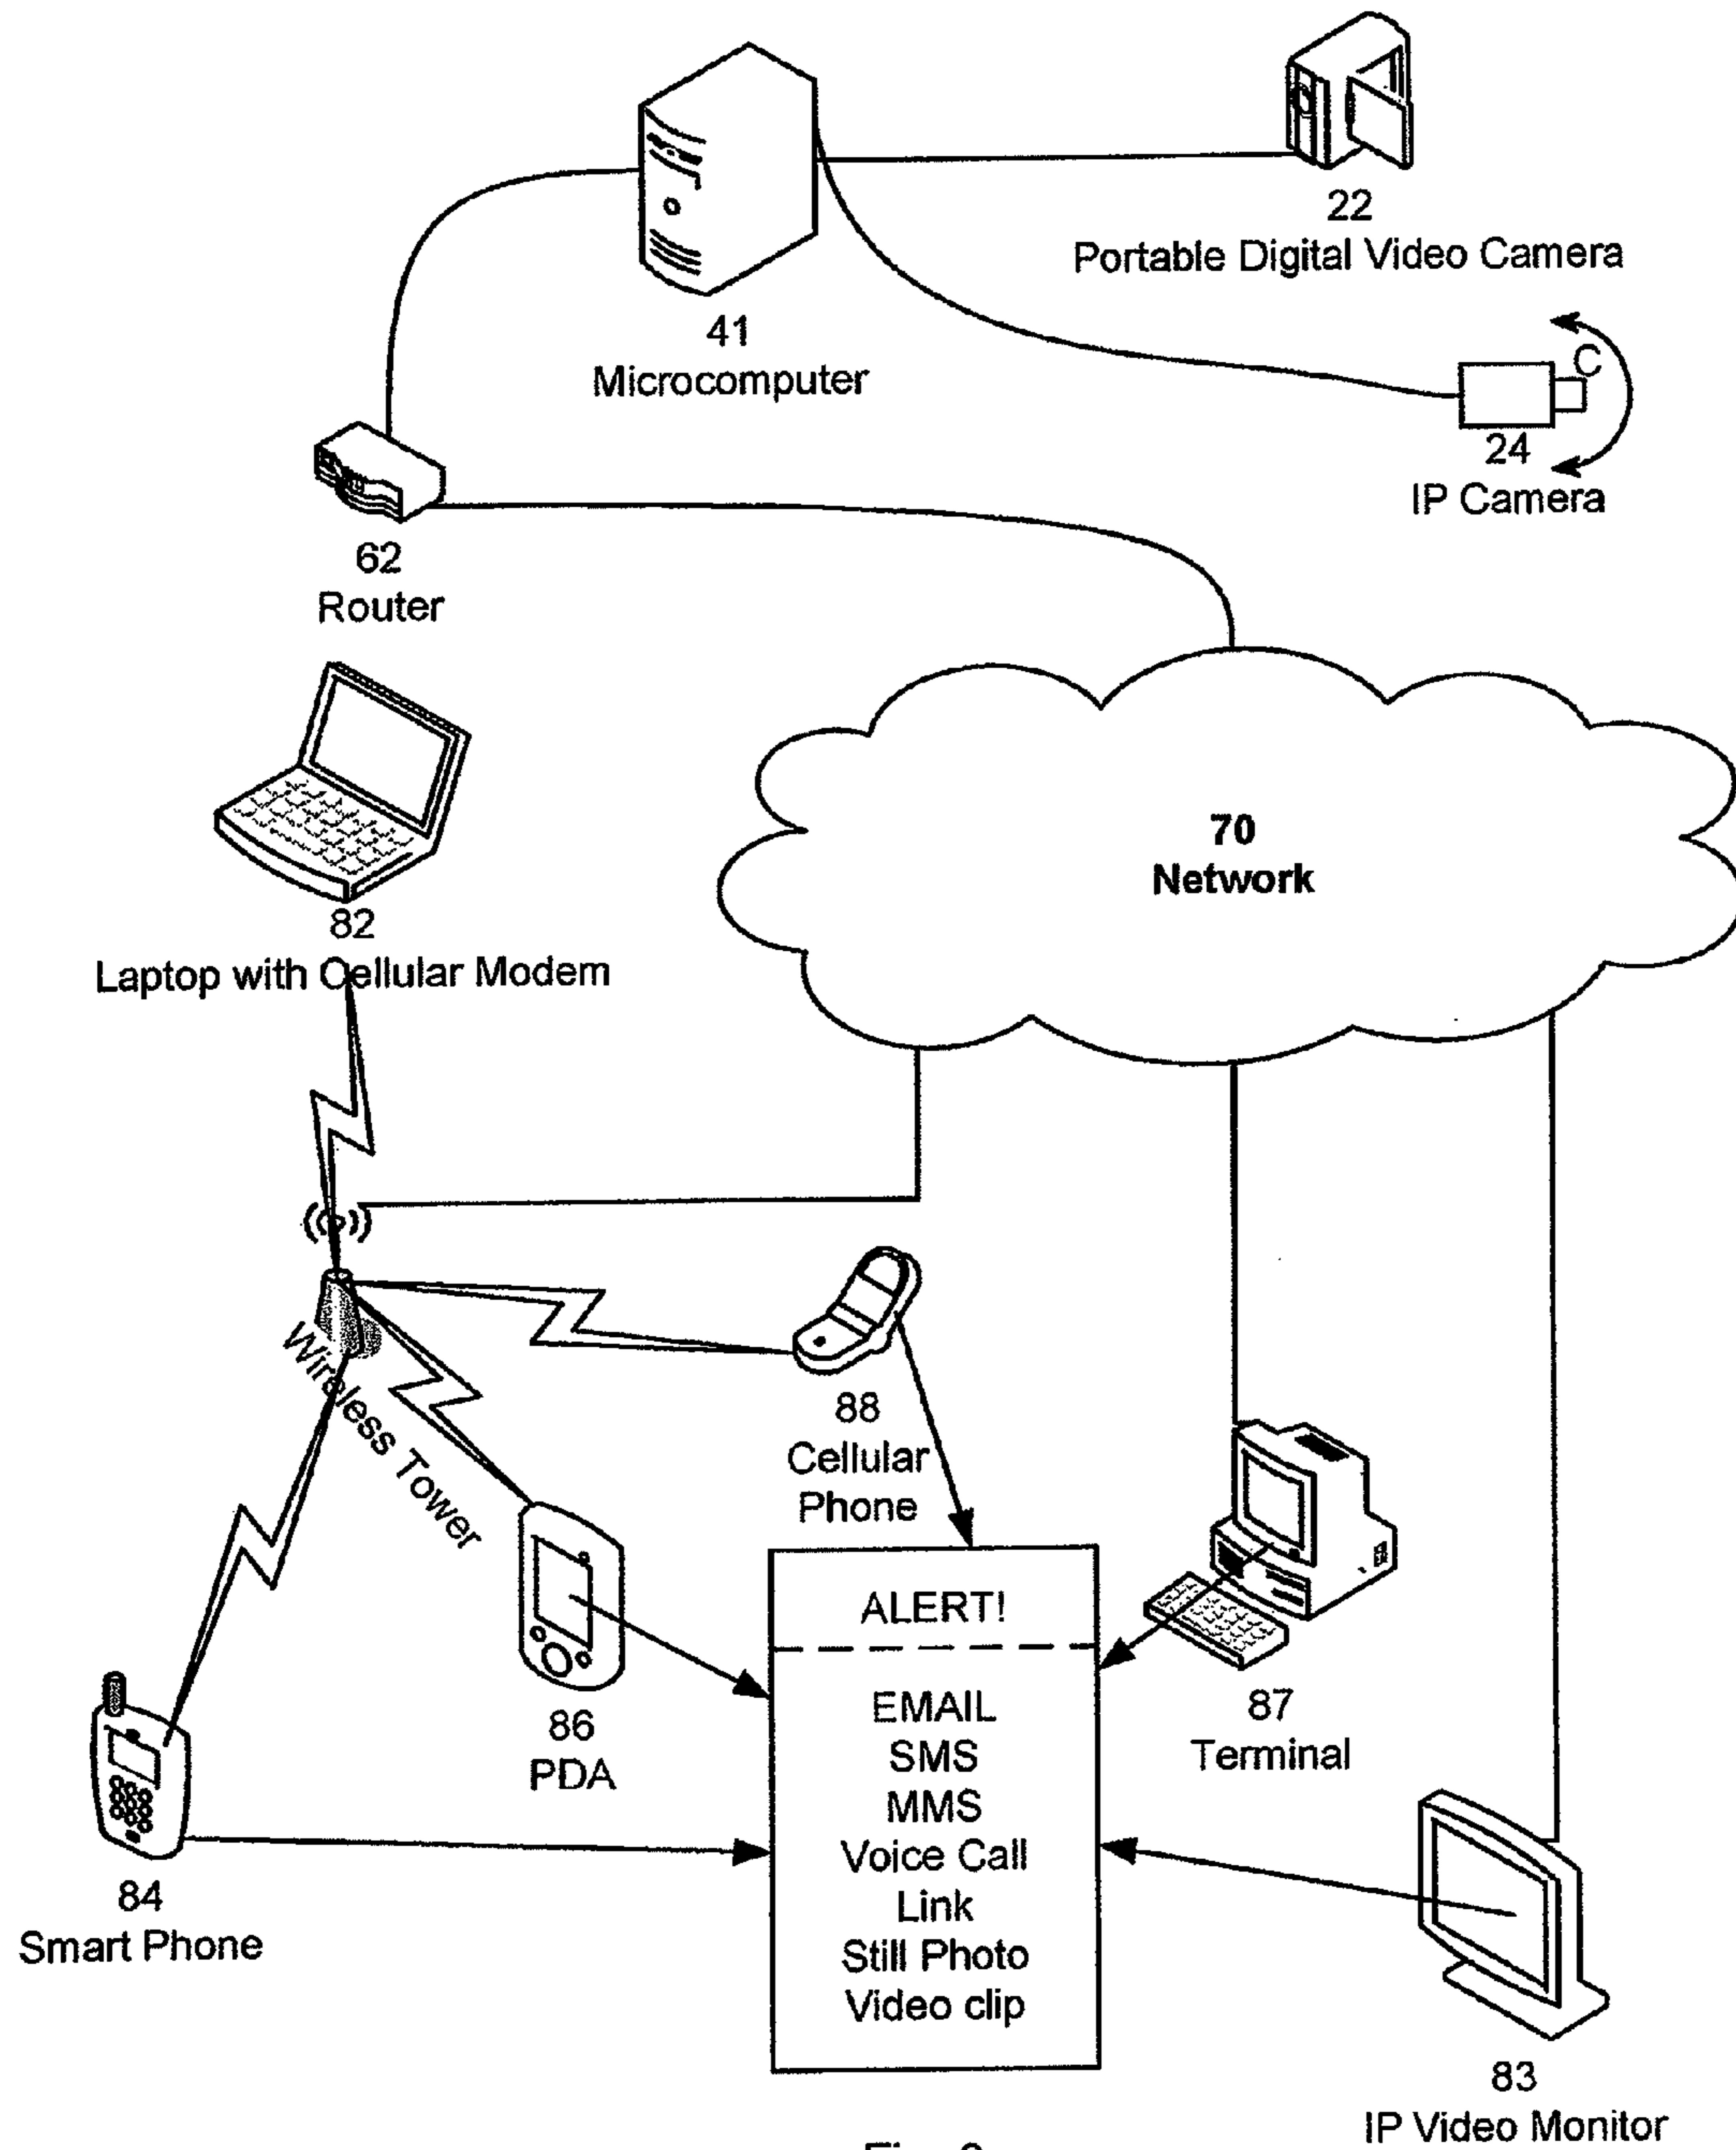 22
Portable Digital Video Camera
41
Microcomputer
C
24
IP Camera
62
Router
70
Network
82
Laptop with Cellular Modem
Wireless Tower
88
Cellular
Phone
ALERT!
EMAIL
SMS
MMS
Voice Call
Link
Still Photo
Video clip
87
Terminal
86
PDA
84
Smart Phone
83
IP Video Monitor